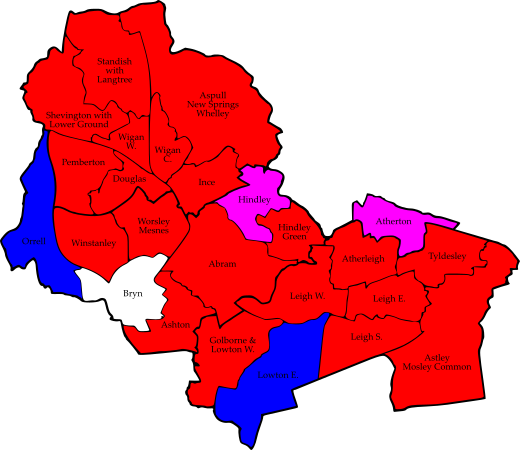 Standish
with
Langtree
Aspull
New Springs
Whelley
Shevington with
Lower Ground
Wigan
W.
Wigan
C.
Pemberton
Douglas
Ince
Hindley
Orrell
Winstanley
Worsley
Mesnes
Hindley
Green
Atherton
Abram
Atherleigh
Tyldesley
Bryn
Leigh W.
Leigh E.
Ashton
Golborne &
Lowton W.
Leigh S.
Lowton E.
Astley
Mosley Common